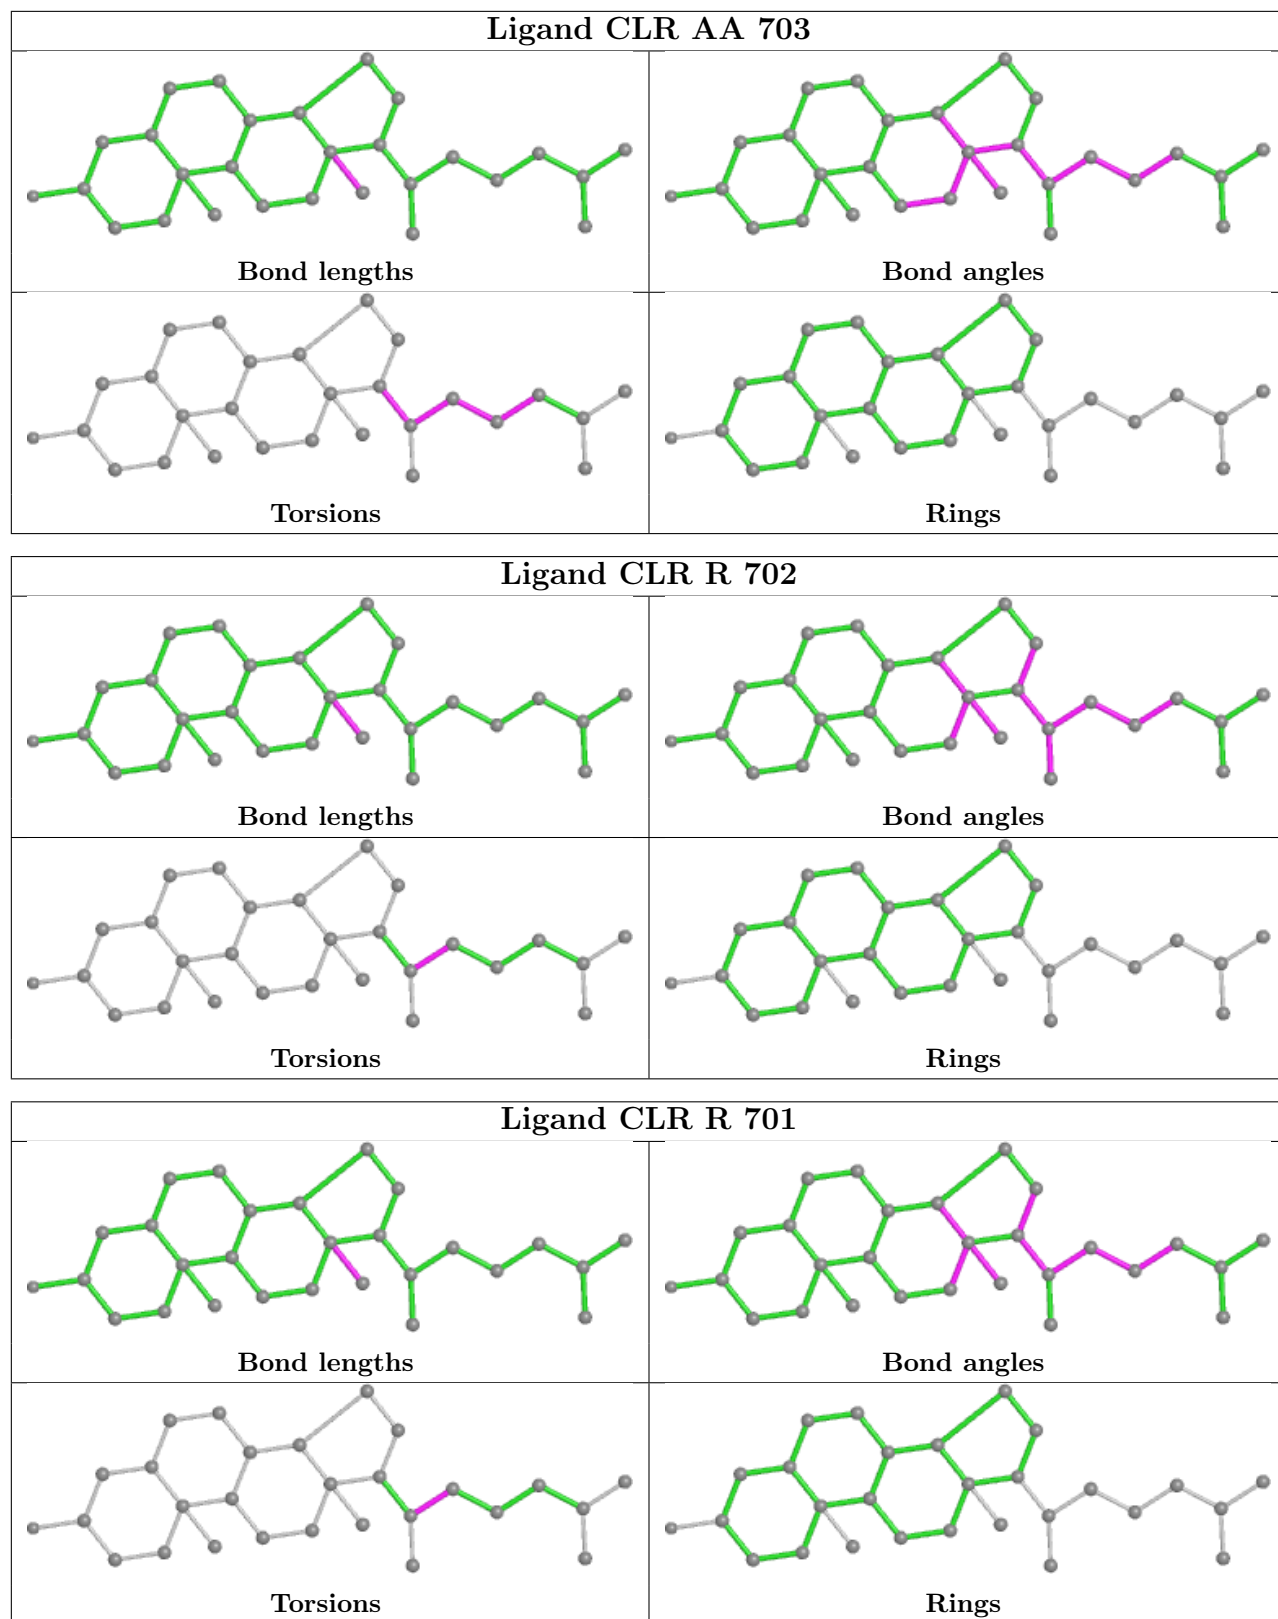 Ligand CLR AA 703
Bond lengths
Bond angles
Torsions
Rings
Ligand CLR R 702
Bond lengths
Bond angles
Torsions
Rings
Ligand CLR R 701
Bond lengths
Bond angles
Torsions
Rings